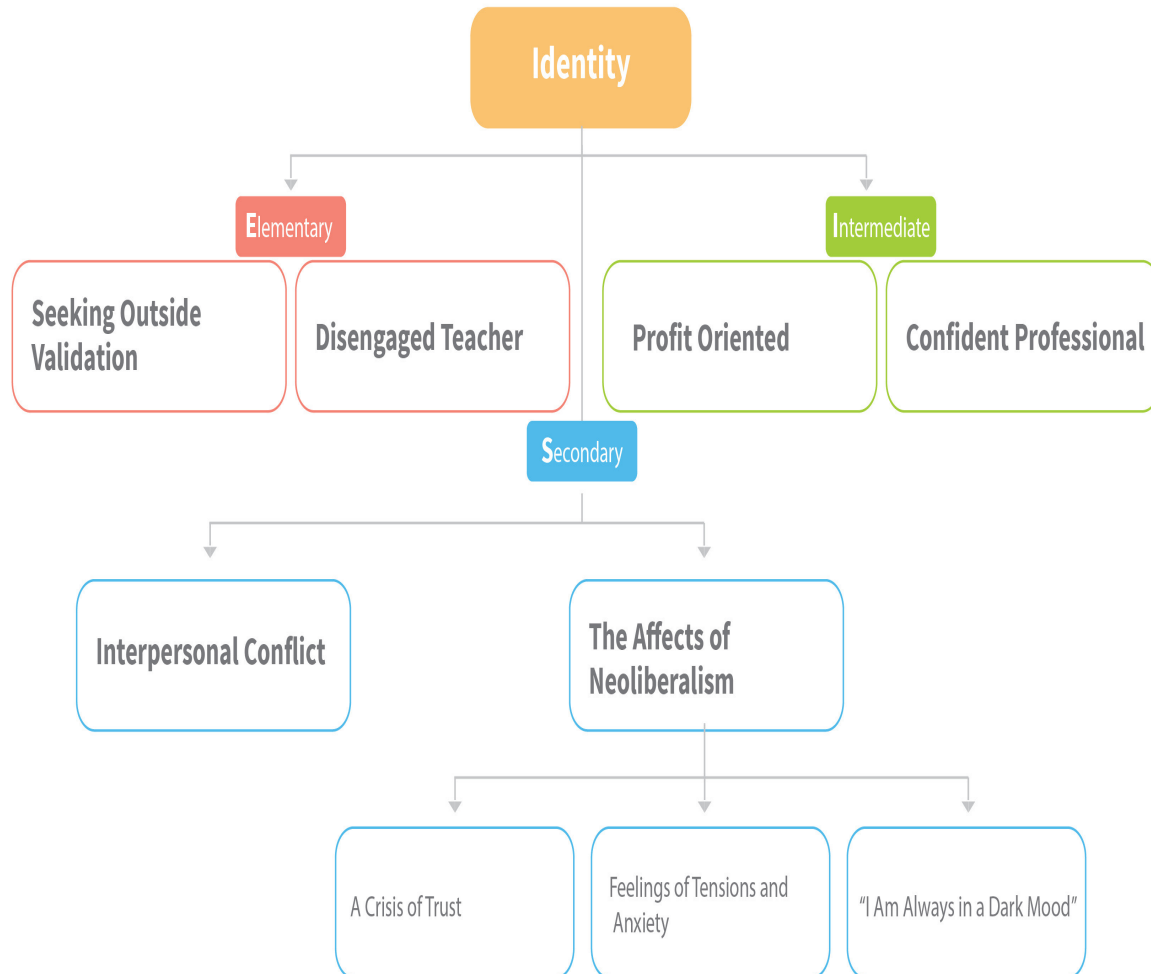 Identity
Elementary
Intermediate
Seeking Outside
Validation
Disengaged Teacher
Profit Oriented
Confident Professional
Secondary
Interpersonal Conflict
The Affects of
Neoliberalism
A Crisis of Trust
Feelings of Tensions and
Anxiety
“I Am Always in a Dark Mood”